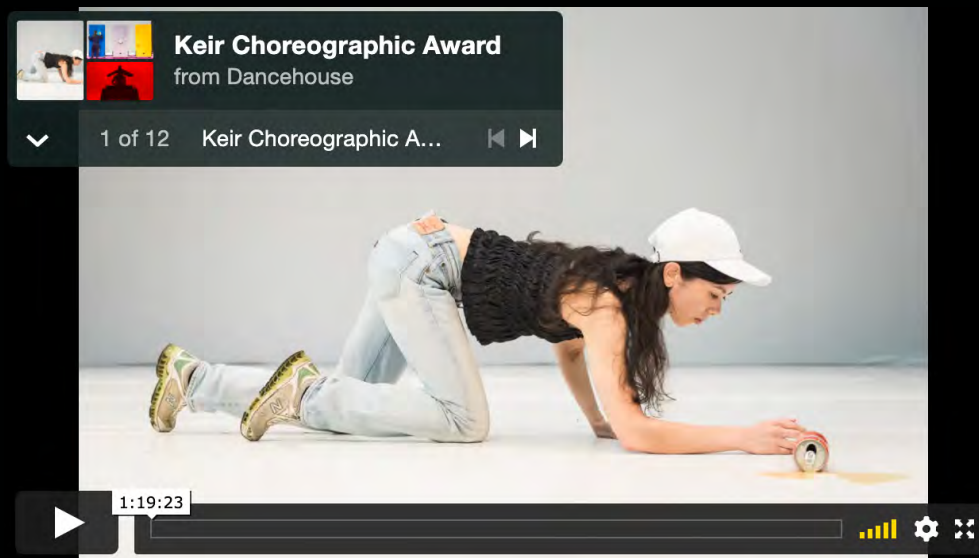 Keir Choreographic Award
from Dancehouse
1 of 12 Keir Choreographic A...
N
1:19:23